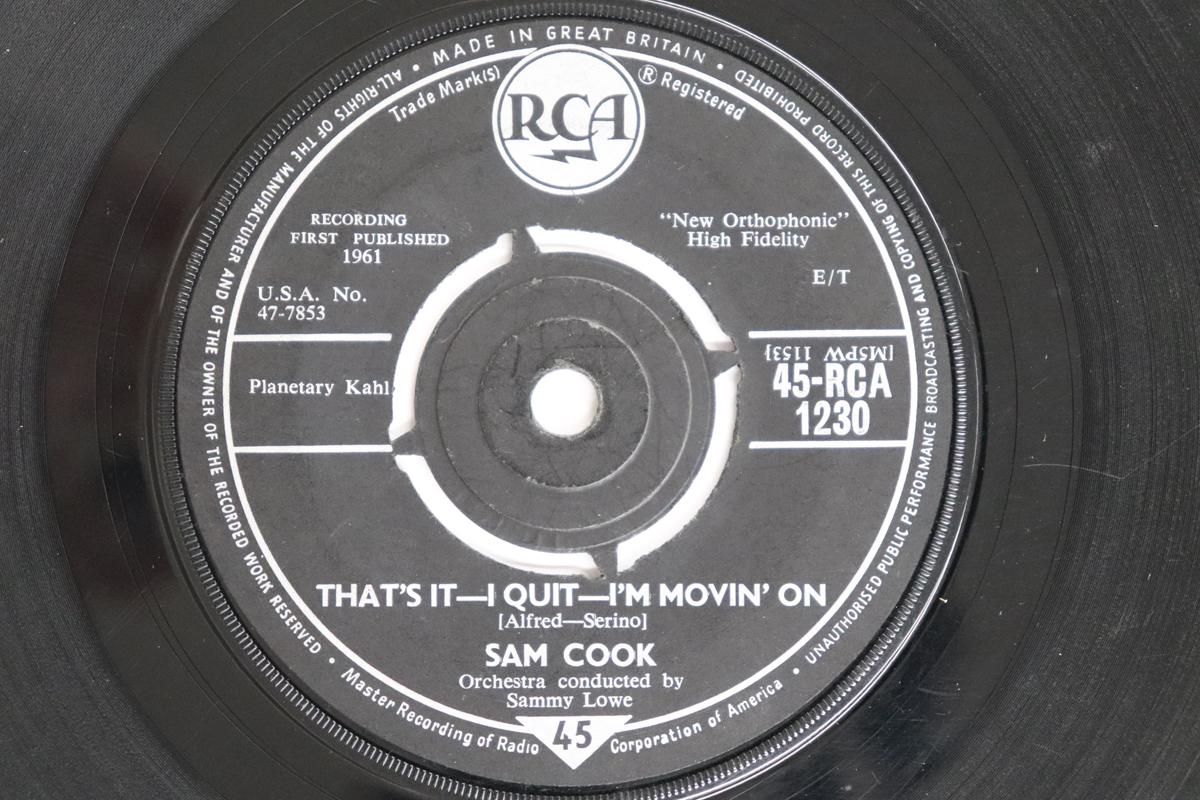 MADE IN GREAT BRITAIN •
UNAUTHORISED PUBLIC PERFORMANCE BROADCASTING AND COPYING OF THIS RECORD PROHIBITED •
Master Recording of Radio Corporation of America •
ALL RIGHTS OF THE MANUFACTURER AND OF THE OWNER OF THE RECORDED WORK RESERVED •
Trade Mark(s)
RCA
® Registered
RECORDING
FIRST PUBLISHED
1961
"New Orthophonic"
High Fidelity
E/T
U.S.A. No.
47-7853
Planetary Kahl
[M5PW 1153]
45-RCA
1230
THAT'S IT—I QUIT—I'M MOVIN' ON
[Alfred—Serino]
SAM COOK
Orchestra conducted by
Sammy Lowe
45